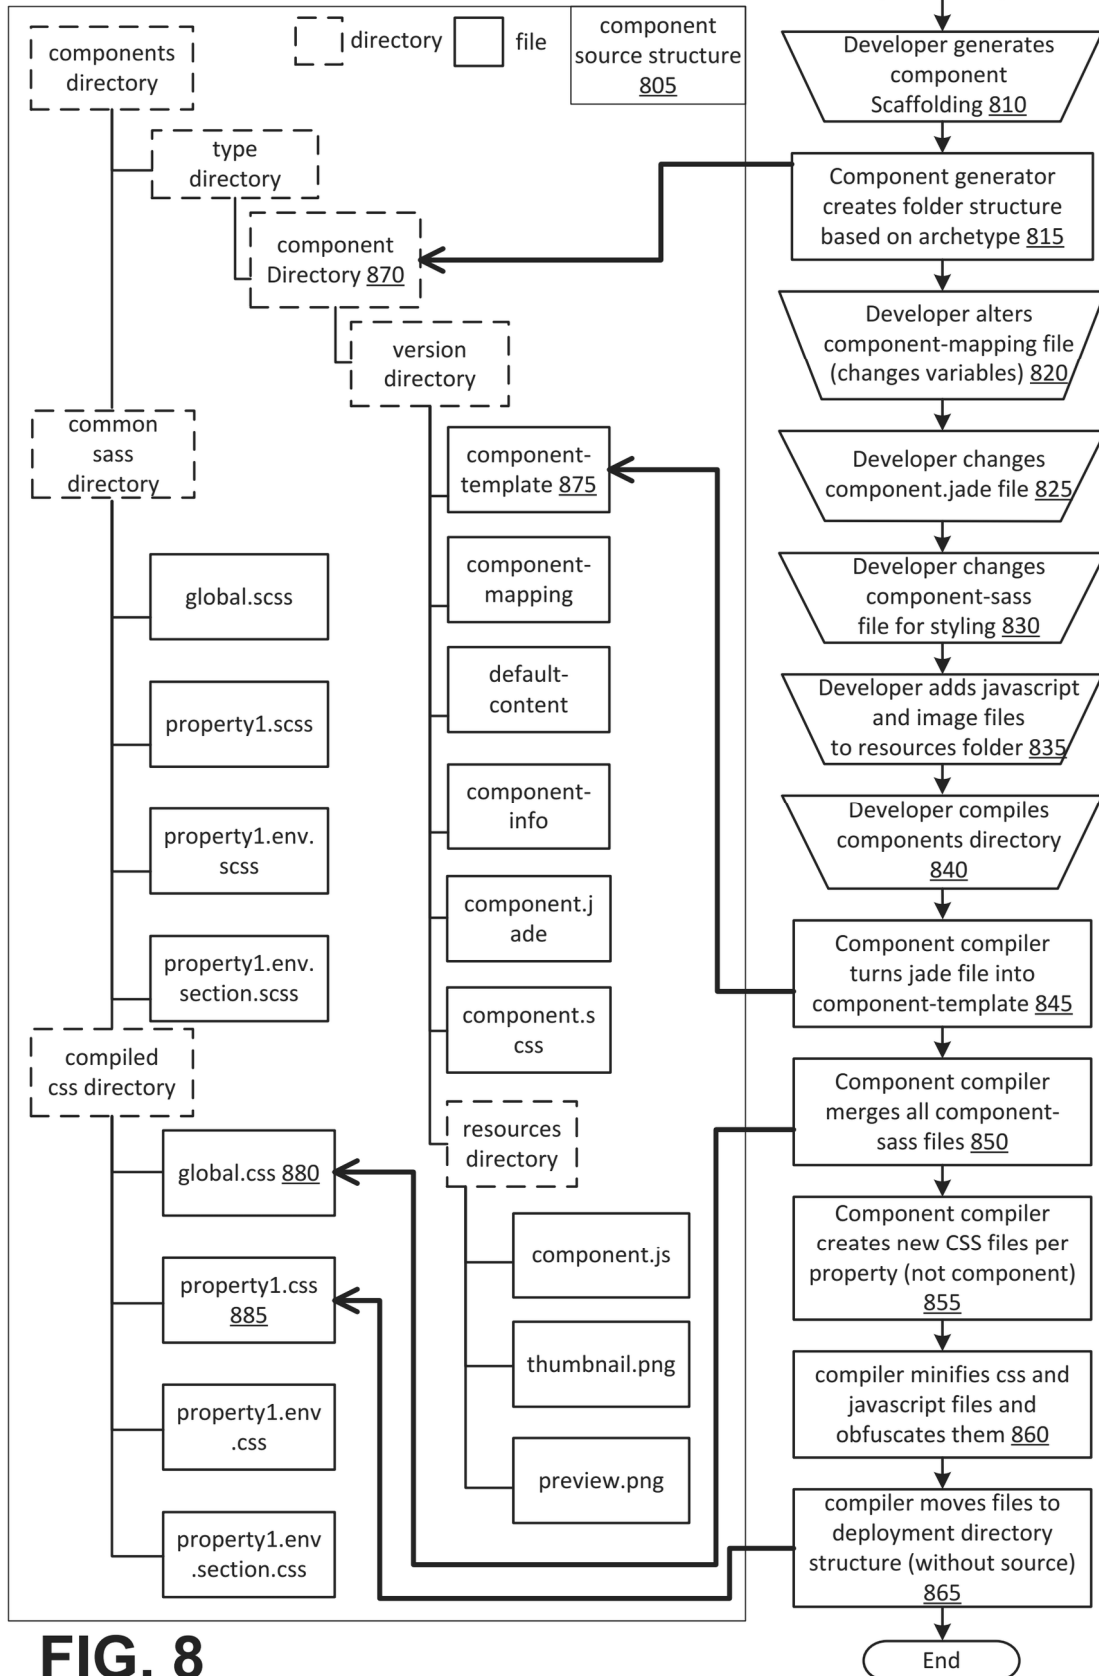 components
directory
directory
file
component
source structure
805
type
directory
component
Directory 870
version
directory
common
sass
directory
component-
template 875
component-
mapping
default-
content
component-
info
component.j
ade
component.s
css
resources
directory
component.js
thumbnail.png
preview.png
global.scss
property1.scss
property1.env.
scss
property1.env.
section.scss
compiled
css directory
global.css 880
property1.css
885
property1.env
.css
property1.env
.section.css
Developer generates
component
Scaffolding 810
Component generator
creates folder structure
based on archetype 815
Developer alters
component-mapping file
(changes variables) 820
Developer changes
component.jade file 825
Developer changes
component-sass
file for styling 830
Developer adds javascript
and image files
to resources folder 835
Developer compiles
components directory
840
Component compiler
turns jade file into
component-template 845
Component compiler
merges all component-
sass files 850
Component compiler
creates new CSS files per
property (not component)
855
compiler minifies css and
javascript files and
obfuscates them 860
compiler moves files to
deployment directory
structure (without source)
865
End
FIG. 8